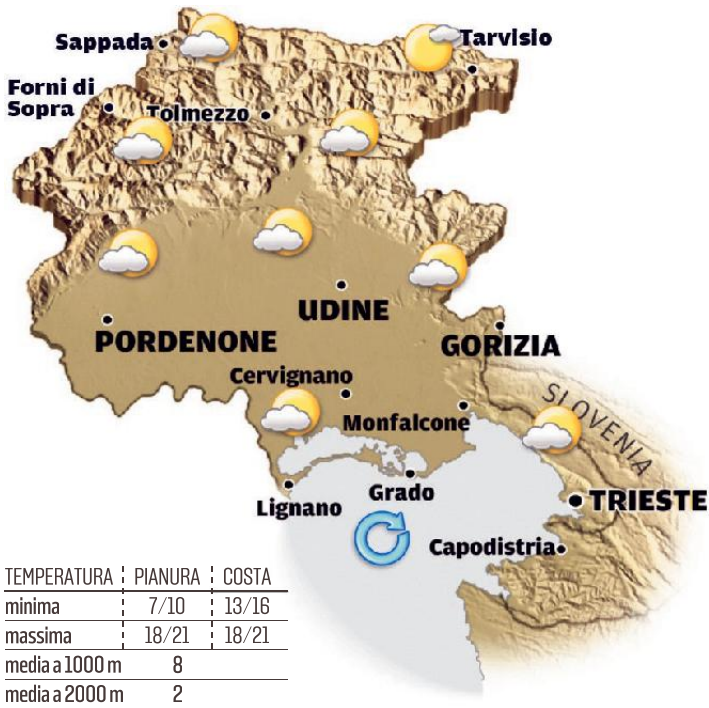 Sappada
Tarvisio
Forni di
Sopra
Tolmezzo
UDINE
PORDENONE
GORIZIA
Cervignano
SLOVENIA
Monfalcone
Grado
Lignano
TRIESTE
Capodistria
TEMPERATURA PIANURA COSTA
minima 7/10 13/16
massima 18/21 18/21
media a 1000 m 8
media a 2000 m 2